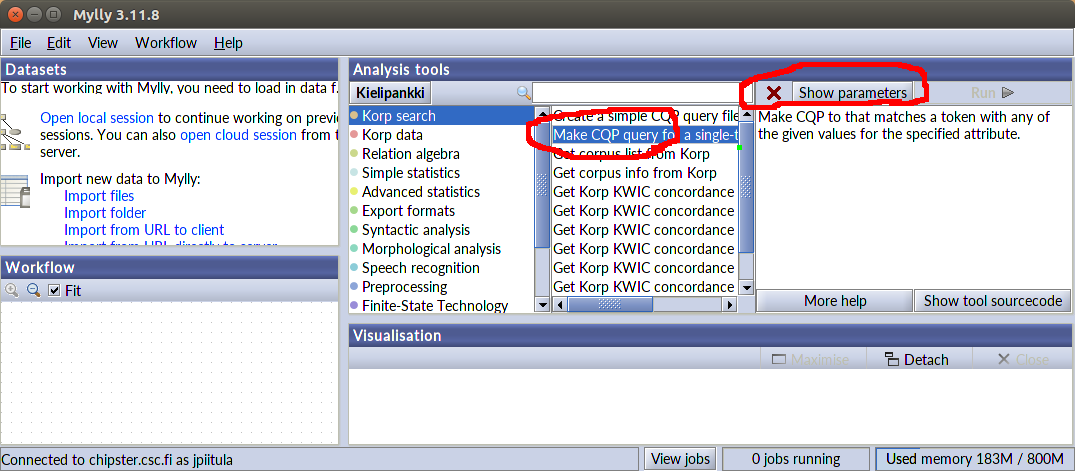 Mylly 3.11.8
File Edit View Workflow Help
Datasets
To start working with Mylly, you need to load in data f.
Open local session to continue working on previ
sessions. You can also open cloud session from t
server.
Import new data to Mylly:
Import files
Import folder
Import from URL to client
Import from URL directly to server
Workflow
Fit
Analysis tools
Kielipankki
Show parameters
Run
Korp search
Korp data
Relation algebra
Simple statistics
Advanced statistics
Export formats
Syntactic analysis
Morphological analysis
Speech recognition
Preprocessing
Finite-State Technology
Create a simple CQP query file
Make CQP query for a single-t
Get corpus list from Korp
Get corpus info from Korp
Get Korp KWIC concordance
Get Korp KWIC concordance
Get Korp KWIC concordance
Get Korp KWIC concordance
Get Korp KWIC concordance
Get Korp KWIC concordance
Make CQP to that matches a token with any of
the given values for the specified attribute.
More help
Show tool sourcecode
Visualisation
Maximise
Detach
Close
Connected to chipster.csc.fi as jpiitula
View jobs
0 jobs running
Used memory 183M / 800M